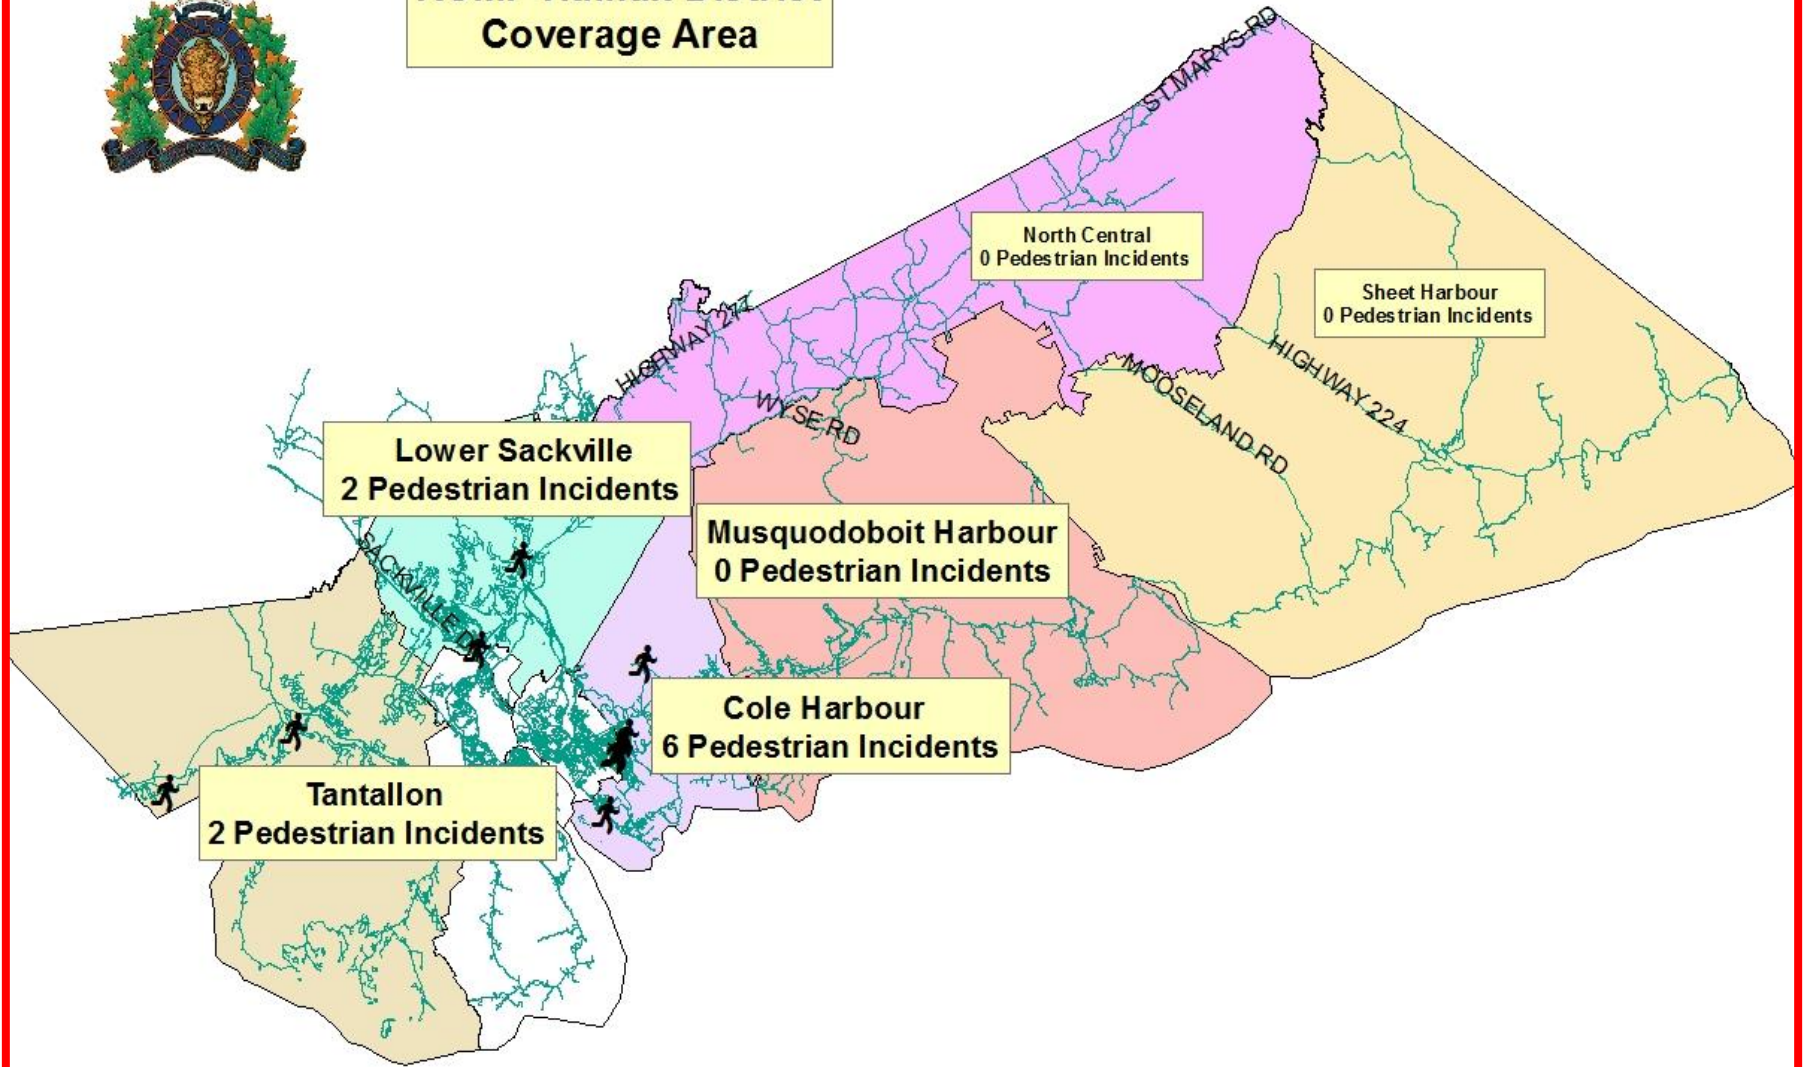 Coverage Area
ST.MARYS RD
North Central
0 Pedestrian Incidents
Sheet Harbour
0 Pedestrian Incidents
HIGHWAY 277
HIGHWAY 224
MOOSELAND RD
WYSE RD
Lower Sackville
2 Pedestrian Incidents
Musquodoboit Harbour
0 Pedestrian Incidents
SACKVILLE
Cole Harbour
6 Pedestrian Incidents
Tantallon
2 Pedestrian Incidents